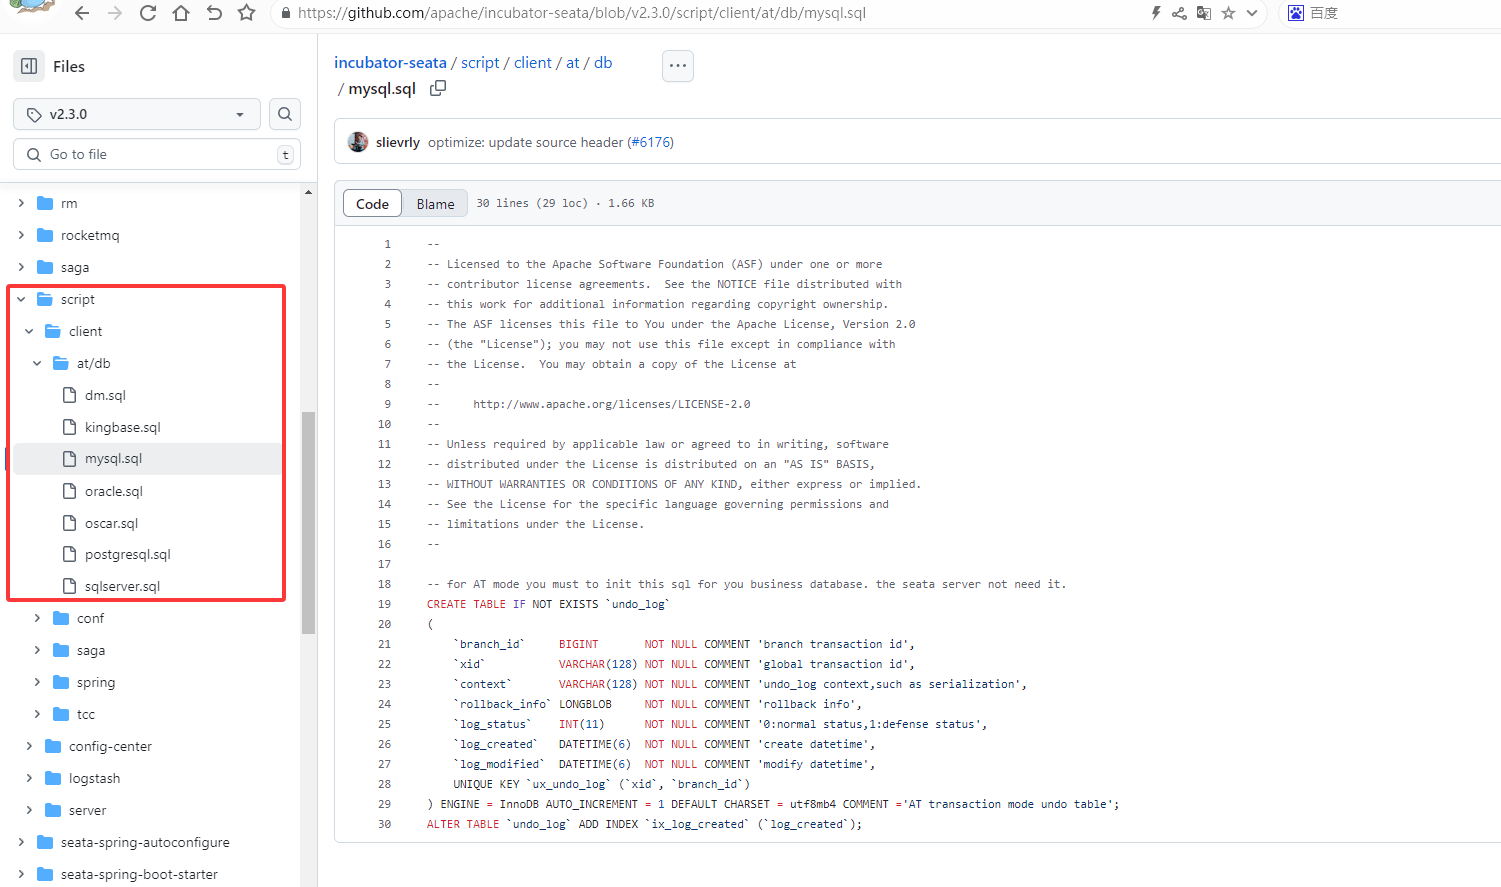 https://github.com/apache/incubator-seata/blob/v2.3.0/script/client/at/db/mysql.sql
百度
Files
v2.3.0
Go to file
t
rm
rocketmq
saga
script
client
at/db
dm.sql
kingbase.sql
mysql.sql
oracle.sql
oscar.sql
postgresql.sql
sqlserver.sql
conf
saga
spring
tcc
config-center
logstash
server
seata-spring-autoconfigure
seata-spring-boot-starter
incubator-seata / script / client / at / db
/ mysql.sql
slievrly optimize: update source header (#6176)
Code Blame 30 lines (29 loc) · 1.66 KB
1 --
2 -- Licensed to the Apache Software Foundation (ASF) under one or more
3 -- contributor license agreements.  See the NOTICE file distributed with
4 -- this work for additional information regarding copyright ownership.
5 -- The ASF licenses this file to You under the Apache License, Version 2.0
6 -- (the "License"); you may not use this file except in compliance with
7 -- the License.  You may obtain a copy of the License at
8 --
9 --     http://www.apache.org/licenses/LICENSE-2.0
10 --
11 -- Unless required by applicable law or agreed to in writing, software
12 -- distributed under the License is distributed on an "AS IS" BASIS,
13 -- WITHOUT WARRANTIES OR CONDITIONS OF ANY KIND, either express or implied.
14 -- See the License for the specific language governing permissions and
15 -- limitations under the License.
16 --
17
18 -- for AT mode you must to init this sql for you business database. the seata server not need it.
19 CREATE TABLE IF NOT EXISTS `undo_log`
20 (
21     `branch_id`     BIGINT       NOT NULL COMMENT 'branch transaction id',
22     `xid`           VARCHAR(128) NOT NULL COMMENT 'global transaction id',
23     `context`       VARCHAR(128) NOT NULL COMMENT 'undo_log context,such as serialization',
24     `rollback_info` LONGBLOB     NOT NULL COMMENT 'rollback info',
25     `log_status`    INT(11)      NOT NULL COMMENT '0:normal status,1:defense status',
26     `log_created`   DATETIME(6)  NOT NULL COMMENT 'create datetime',
27     `log_modified`  DATETIME(6)  NOT NULL COMMENT 'modify datetime',
28     UNIQUE KEY `ux_undo_log` (`xid`, `branch_id`)
29 ) ENGINE = InnoDB AUTO_INCREMENT = 1 DEFAULT CHARSET = utf8mb4 COMMENT ='AT transaction mode undo table';
30 ALTER TABLE `undo_log` ADD INDEX `ix_log_created` (`log_created`);